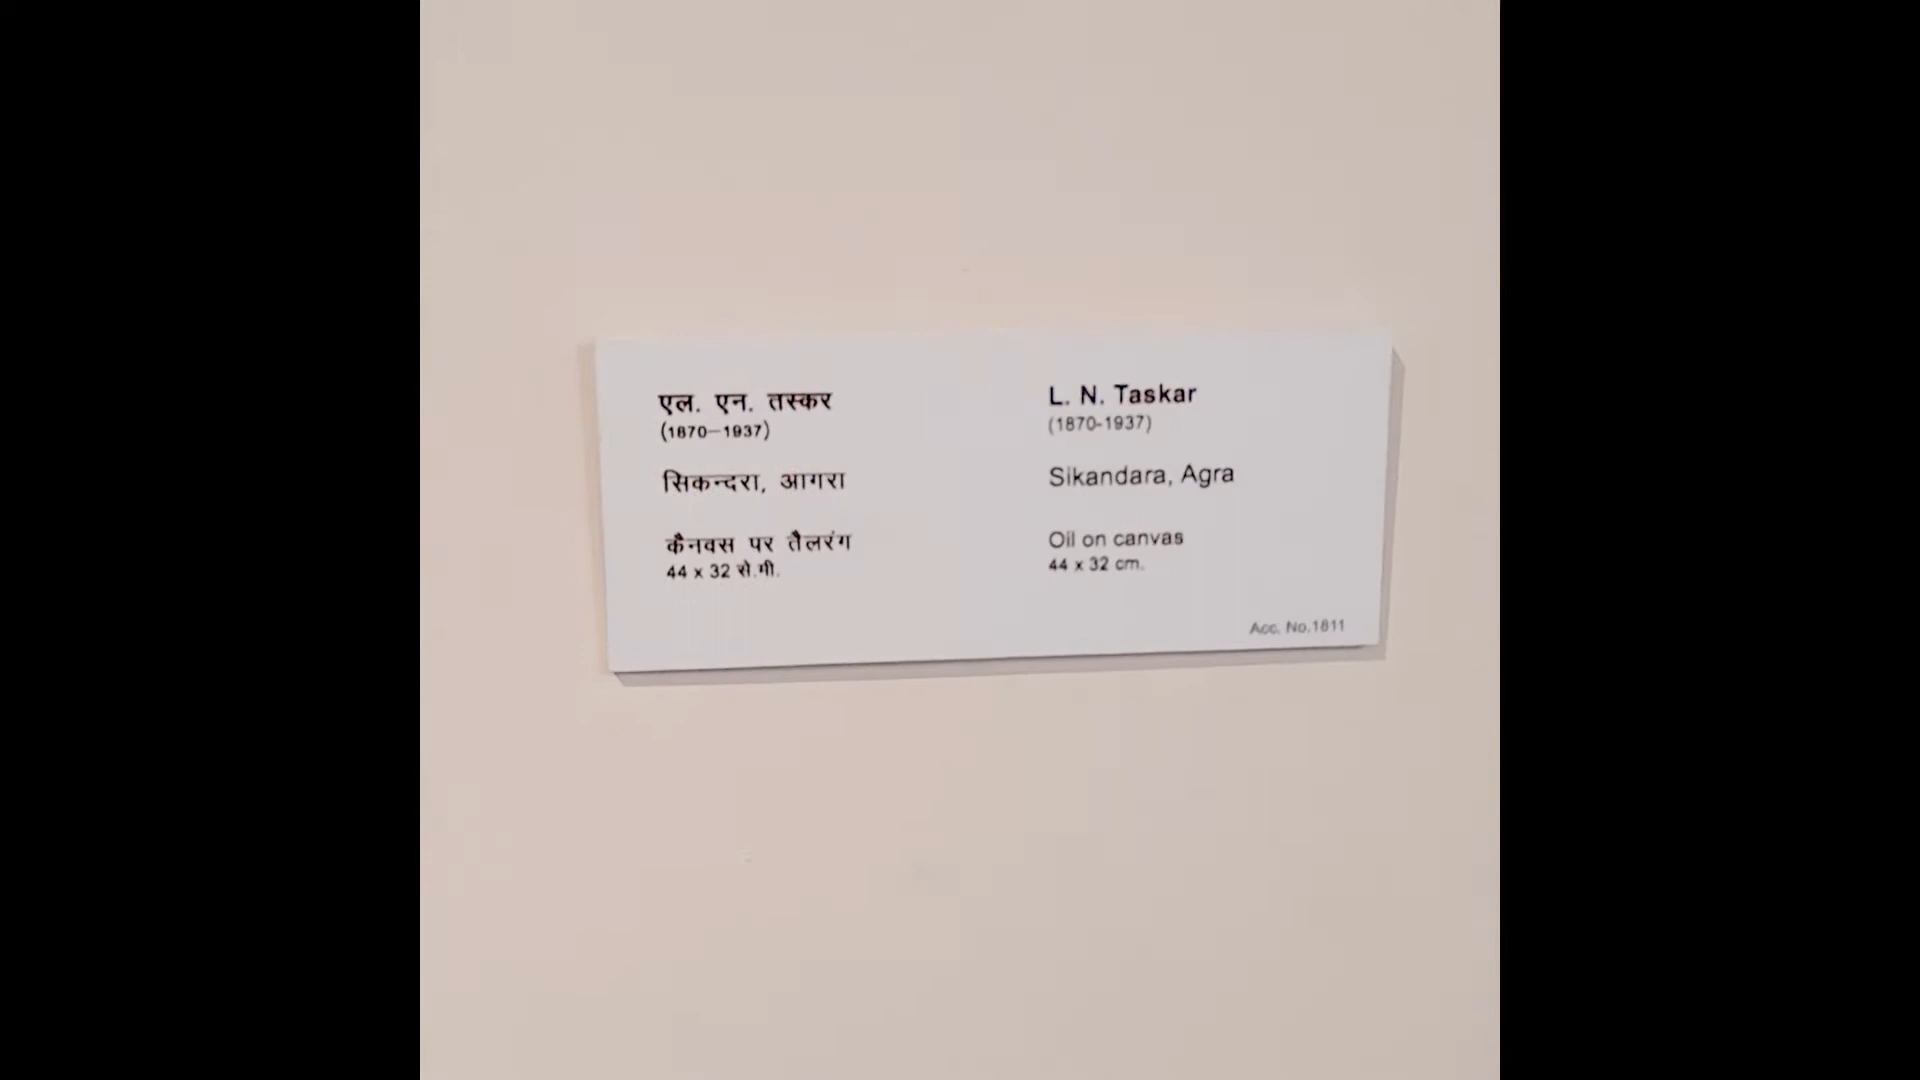 एल. एन. तस्कर
(1870–1937)
सिकन्दरा, आगरा
कैनवस पर तैलरंग
44 x 32 से.मी.
L. N. Taskar
(1870-1937)
Sikandara, Agra
Oil on canvas
44 x 32 cm.
Acc. No.1811